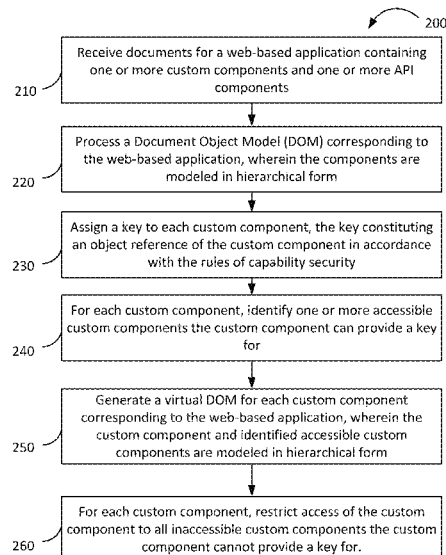 200
Receive documents for a web-based application containing
one or more custom components and one or more API
components
210
Process a Document Object Model (DOM) corresponding to
the web-based application, wherein the components are
modeled in hierarchical form
220
Assign a key to each custom component, the key constituting
an object reference of the custom component in accordance
with the rules of capability security
230
For each custom component, identify one or more accessible
custom components the custom component can provide a key
for
240
Generate a virtual DOM for each custom component
corresponding to the web-based application, wherein the
custom component and identified accessible custom
components are modeled in hierarchical form
250
For each custom component, restrict access of the custom
component to all inaccessible custom components the custom
component cannot provide a key for.
260